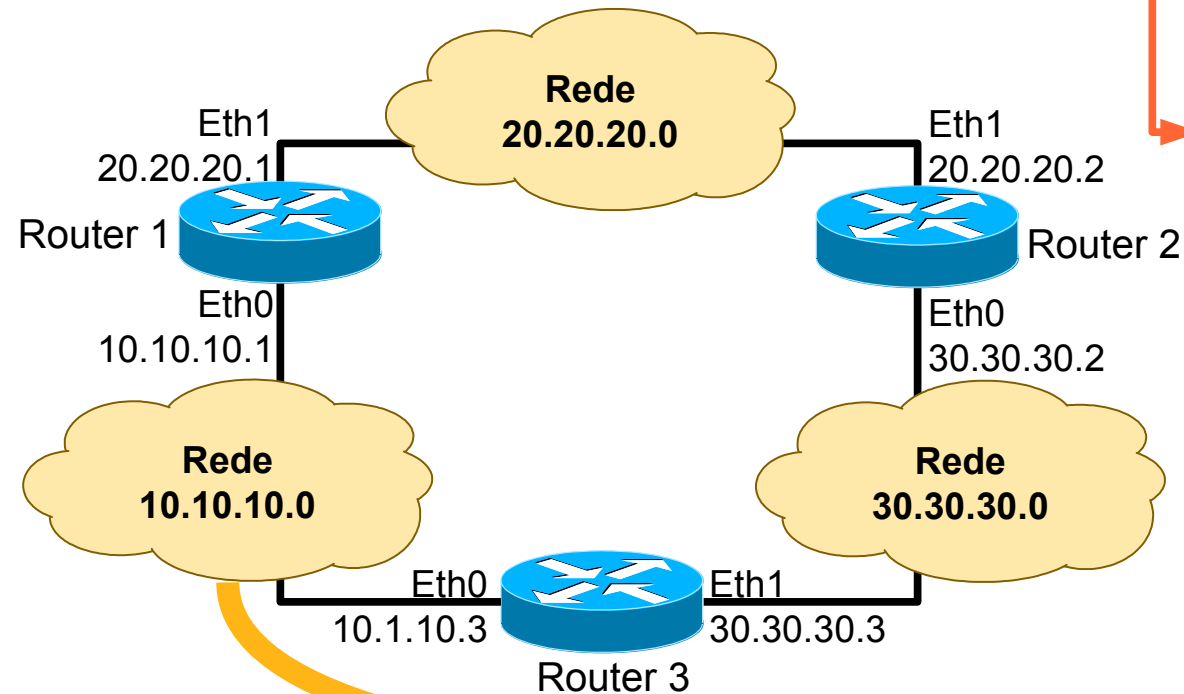 Rede
20.20.20.0
Eth1
20.20.20.1
Router 1
Eth0
10.10.10.1
Eth1
20.20.20.2
Router 2
Eth0
30.30.30.2
Rede
10.10.10.0
Rede
30.30.30.0
Eth0
10.1.10.3
Eth1
30.30.30.3
Router 3